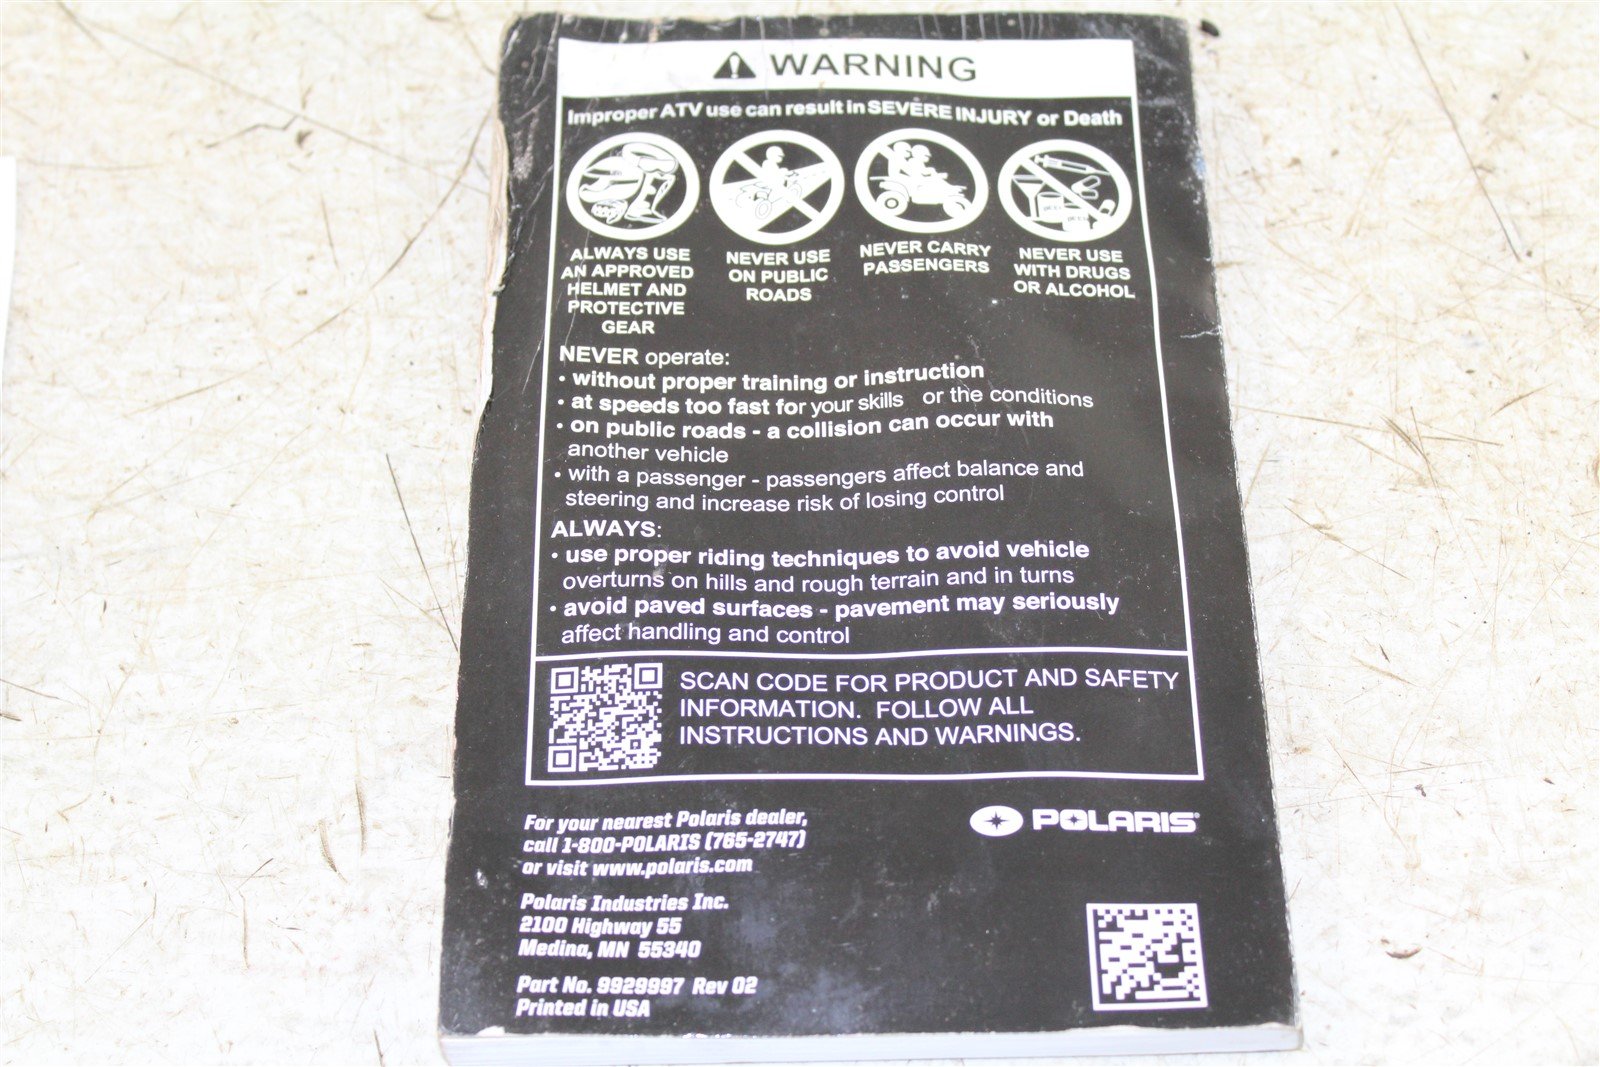 WARNING
Improper ATV use can result in SEVERE INJURY or Death
ALWAYS USE
AN APPROVED
HELMET AND
PROTECTIVE
GEAR
NEVER USE
ON PUBLIC
ROADS
NEVER CARRY
PASSENGERS
NEVER USE
WITH DRUGS
OR ALCOHOL
NEVER operate:
• without proper training or instruction
• at speeds too fast for your skills or the conditions
• on public roads - a collision can occur with
another vehicle
• with a passenger - passengers affect balance and
steering and increase risk of losing control
ALWAYS:
• use proper riding techniques to avoid vehicle
overturns on hills and rough terrain and in turns
• avoid paved surfaces - pavement may seriously
affect handling and control
SCAN CODE FOR PRODUCT AND SAFETY
INFORMATION. FOLLOW ALL
INSTRUCTIONS AND WARNINGS.
For your nearest Polaris dealer,
call 1-800-POLARIS (765-2747)
or visit www.polaris.com
POLARIS®
Polaris Industries Inc.
2100 Highway 55
Medina, MN 55340
Part No. 9929997 Rev 02
Printed in USA